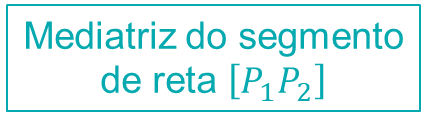 Mediatriz do segmento
de reta [P₁P₂]